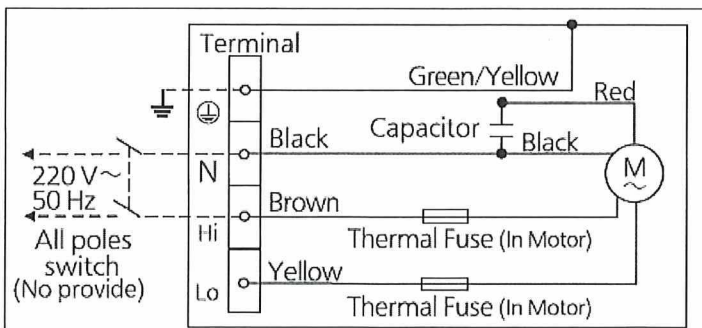 Terminal
Green/Yellow
Red
Capacitor
Black
Black
N
M
220 V~
50 Hz
Brown
Hi
Thermal Fuse (In Motor)
All poles
switch
(No provide)
Yellow
Lo
Thermal Fuse (In Motor)